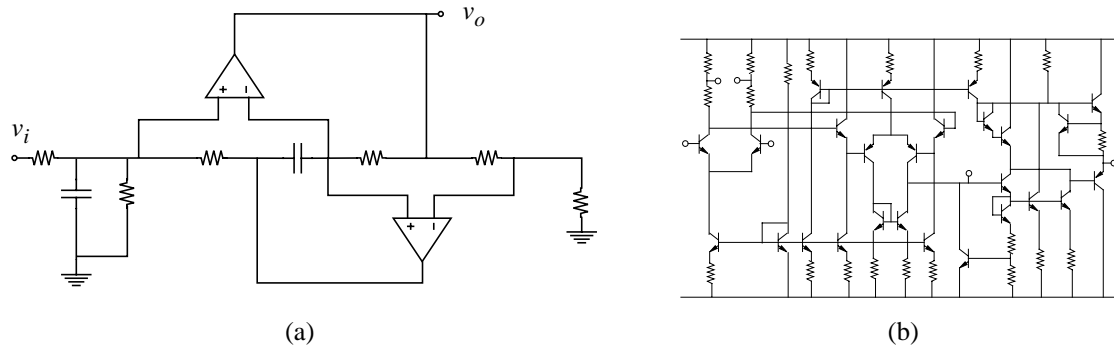 v_o
+ −
v_i
+ −
(a) (b)